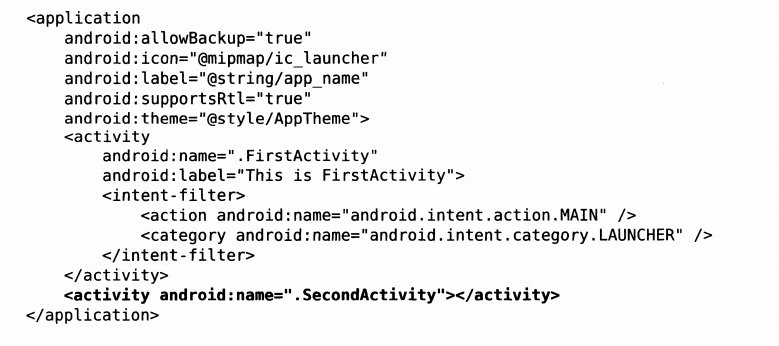 <application
    android:allowBackup="true"
    android:icon="@mipmap/ic_launcher"
    android:label="@string/app_name"
    android:supportsRtl="true"
    android:theme="@style/AppTheme">
    <activity
        android:name=".FirstActivity"
        android:label="This is FirstActivity">
        <intent-filter>
            <action android:name="android.intent.action.MAIN" />
            <category android:name="android.intent.category.LAUNCHER" />
        </intent-filter>
    </activity>
    <activity android:name=".SecondActivity"></activity>
</application>